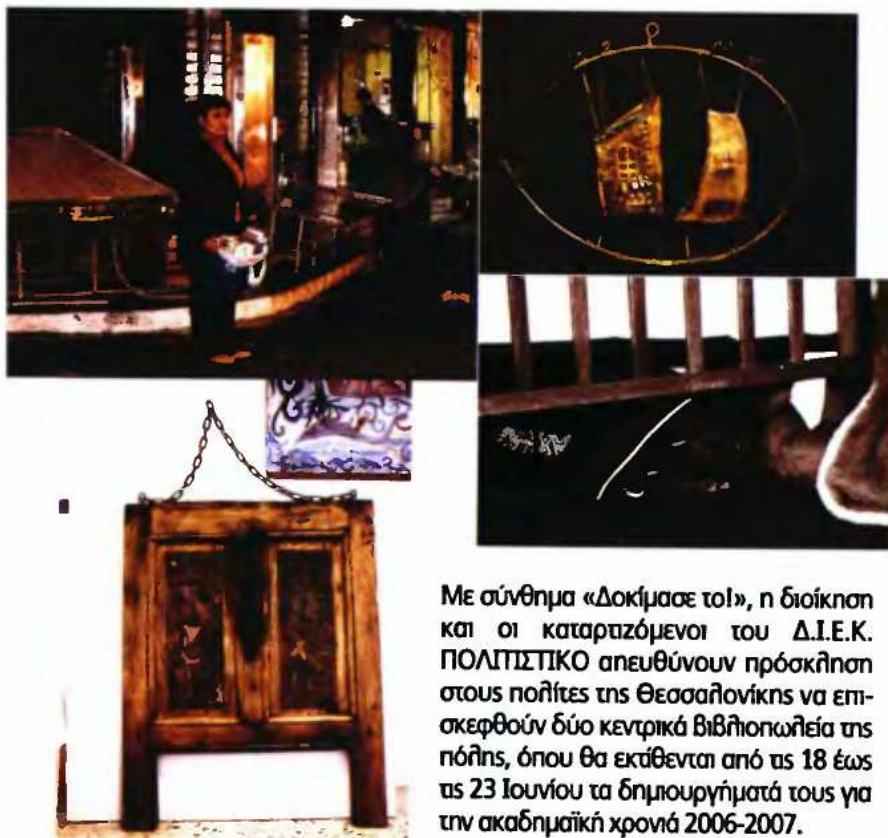 Με σύνθημα «Δοκίμασε το!», η διοίκηση
και οι καταρτιζόμενοι του Δ.Ι.Ε.Κ.
ΠΟΛΙΤΙΣΤΙΚΟ απευθύνουν πρόσκληση
στους πολίτες της Θεσσαλονίκης να επι-
σκεφθούν δύο κεντρικά βιβλιοπωλεία της
πόλης, όπου θα εκτίθενται από τις 18 έως
τις 23 Ιουνίου τα δημιουργήματά τους για
την ακαδημαϊκή χρονιά 2006-2007.